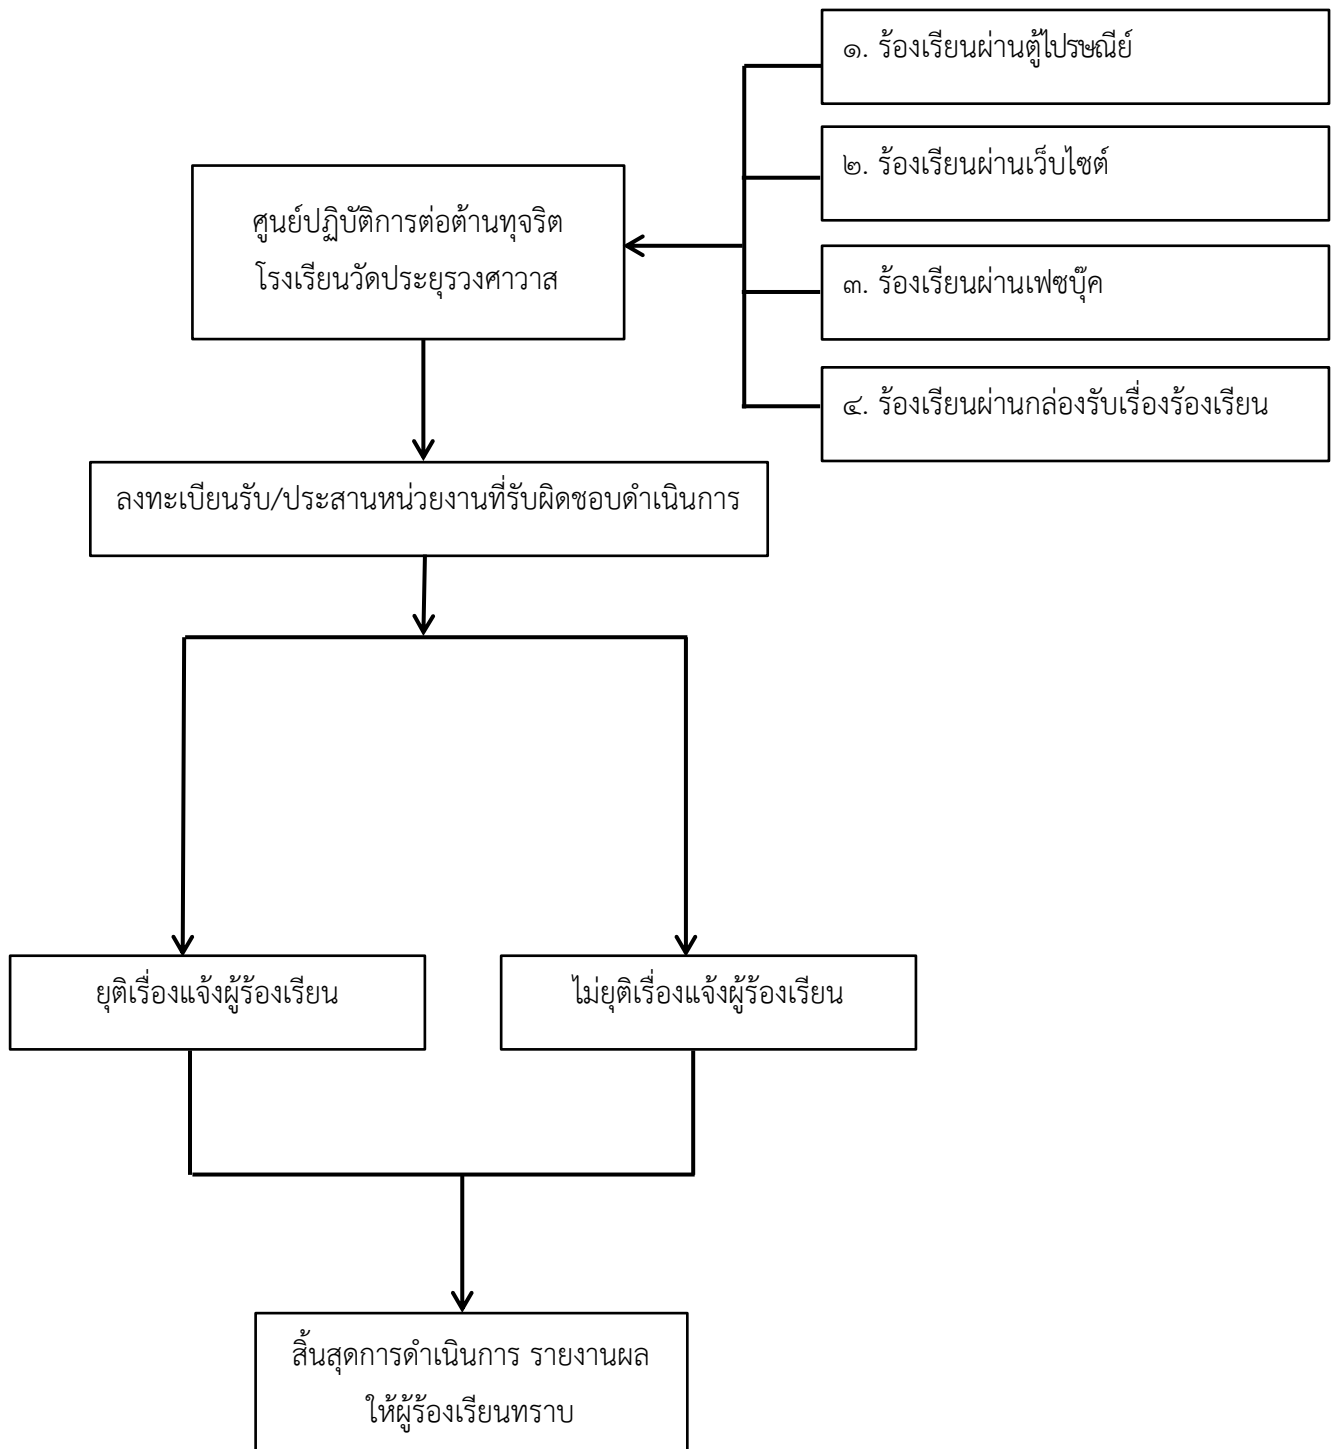 ๑. ร้องเรียนผ่านตู้ไปรษณีย์
๒. ร้องเรียนผ่านเว็บไซต์
ศูนย์ปฏิบัติการต่อต้านทุจริต
โรงเรียนวัดประยุรวงศาวาส
๓. ร้องเรียนผ่านเฟซบุ๊ค
๔. ร้องเรียนผ่านกล่องรับเรื่องร้องเรียน
ลงทะเบียนรับ/ประสานหน่วยงานที่รับผิดชอบดำเนินการ
ยุติเรื่องแจ้งผู้ร้องเรียน
ไม่ยุติเรื่องแจ้งผู้ร้องเรียน
สิ้นสุดการดำเนินการ รายงานผล
ให้ผู้ร้องเรียนทราบ